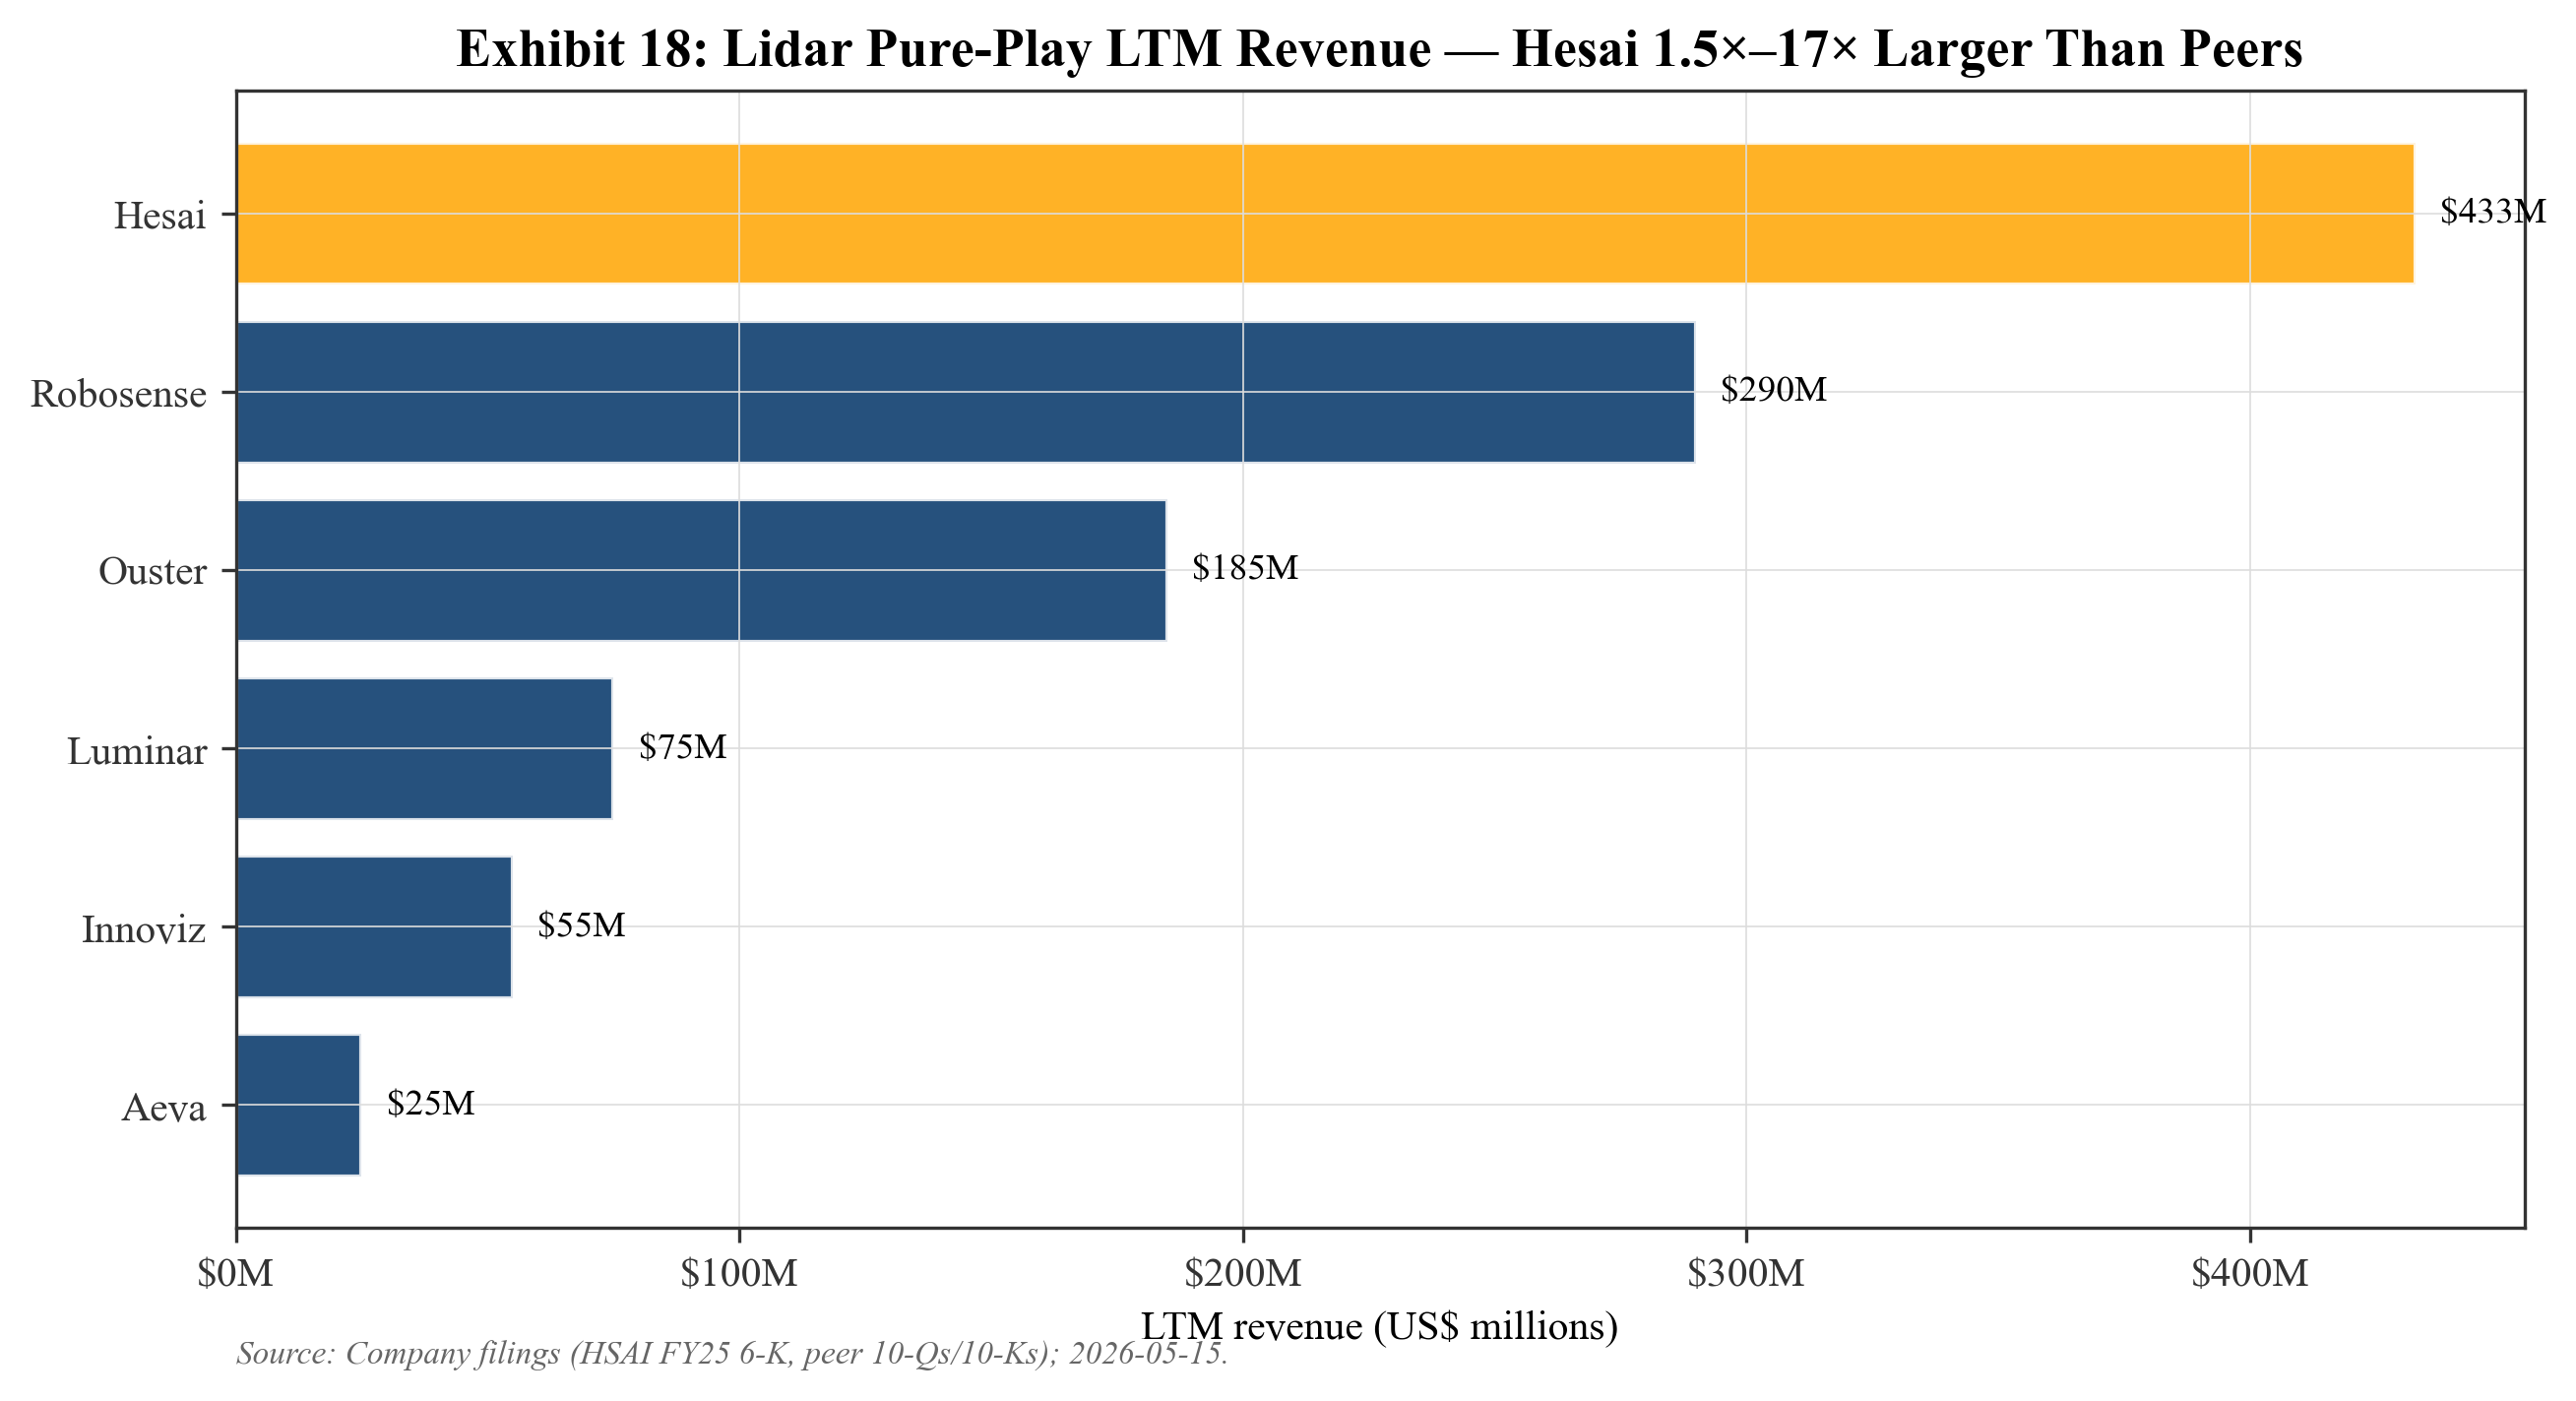 Exhibit 18: Lidar Pure-Play LTM Revenue — Hesai 1.5×–17× Larger Than Peers
Hesai
$433M
Robosense
$290M
Ouster
$185M
Luminar
$75M
Innoviz
$55M
Aeva
$25M
$0M $100M $200M $300M $400M
LTM revenue (US$ millions)
Source: Company filings (HSAI FY25 6-K, peer 10-Qs/10-Ks); 2026-05-15.